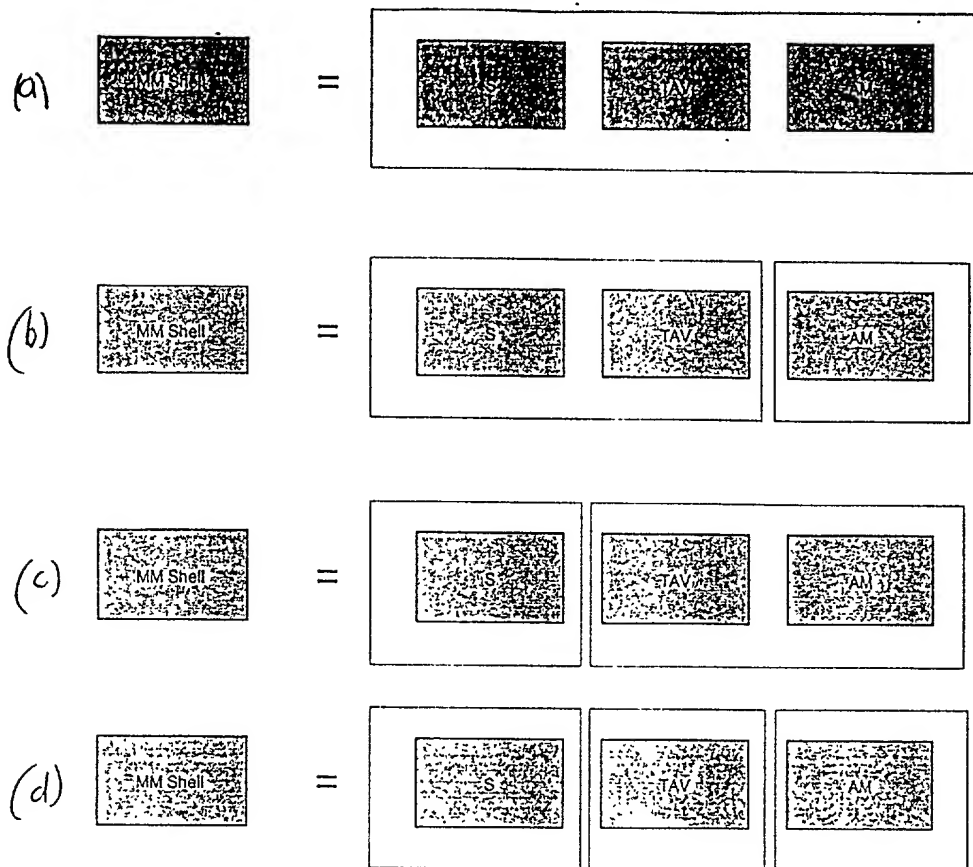 (a) MM Shell = S TAV AM
(b) MM Shell = S TAV AM
(c) MM Shell = S TAV AM
(d) MM Shell = S TAV AM